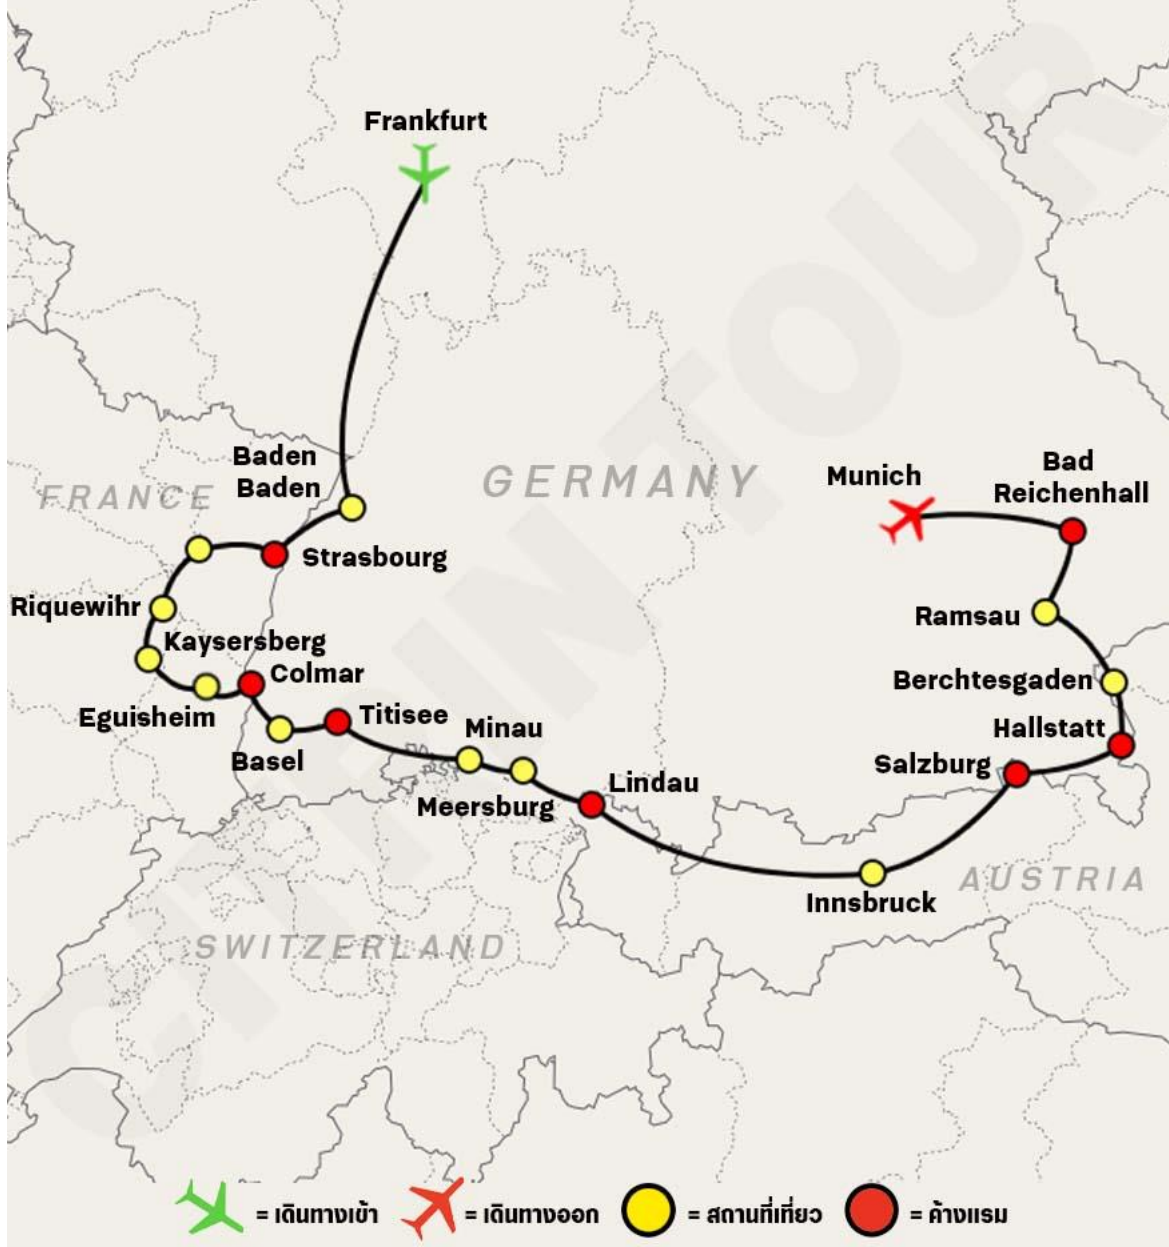 Frankfurt
Baden
Baden
FRANCE
GERMANY
Munich
Bad
Reichenhall
Strasbourg
Riquewihr
Ramsau
Kaysersberg
Colmar
Berchtesgaden
Eguisheim
Titisee
Minau
Hallstatt
Basel
Salzburg
Lindau
Meersburg
AUSTRIA
Innsbruck
SWITZERLAND
CITRIN TOUR
= เดินทางเข้า
= เดินทางออก
= สถานที่เที่ยว
= ค้างแรม